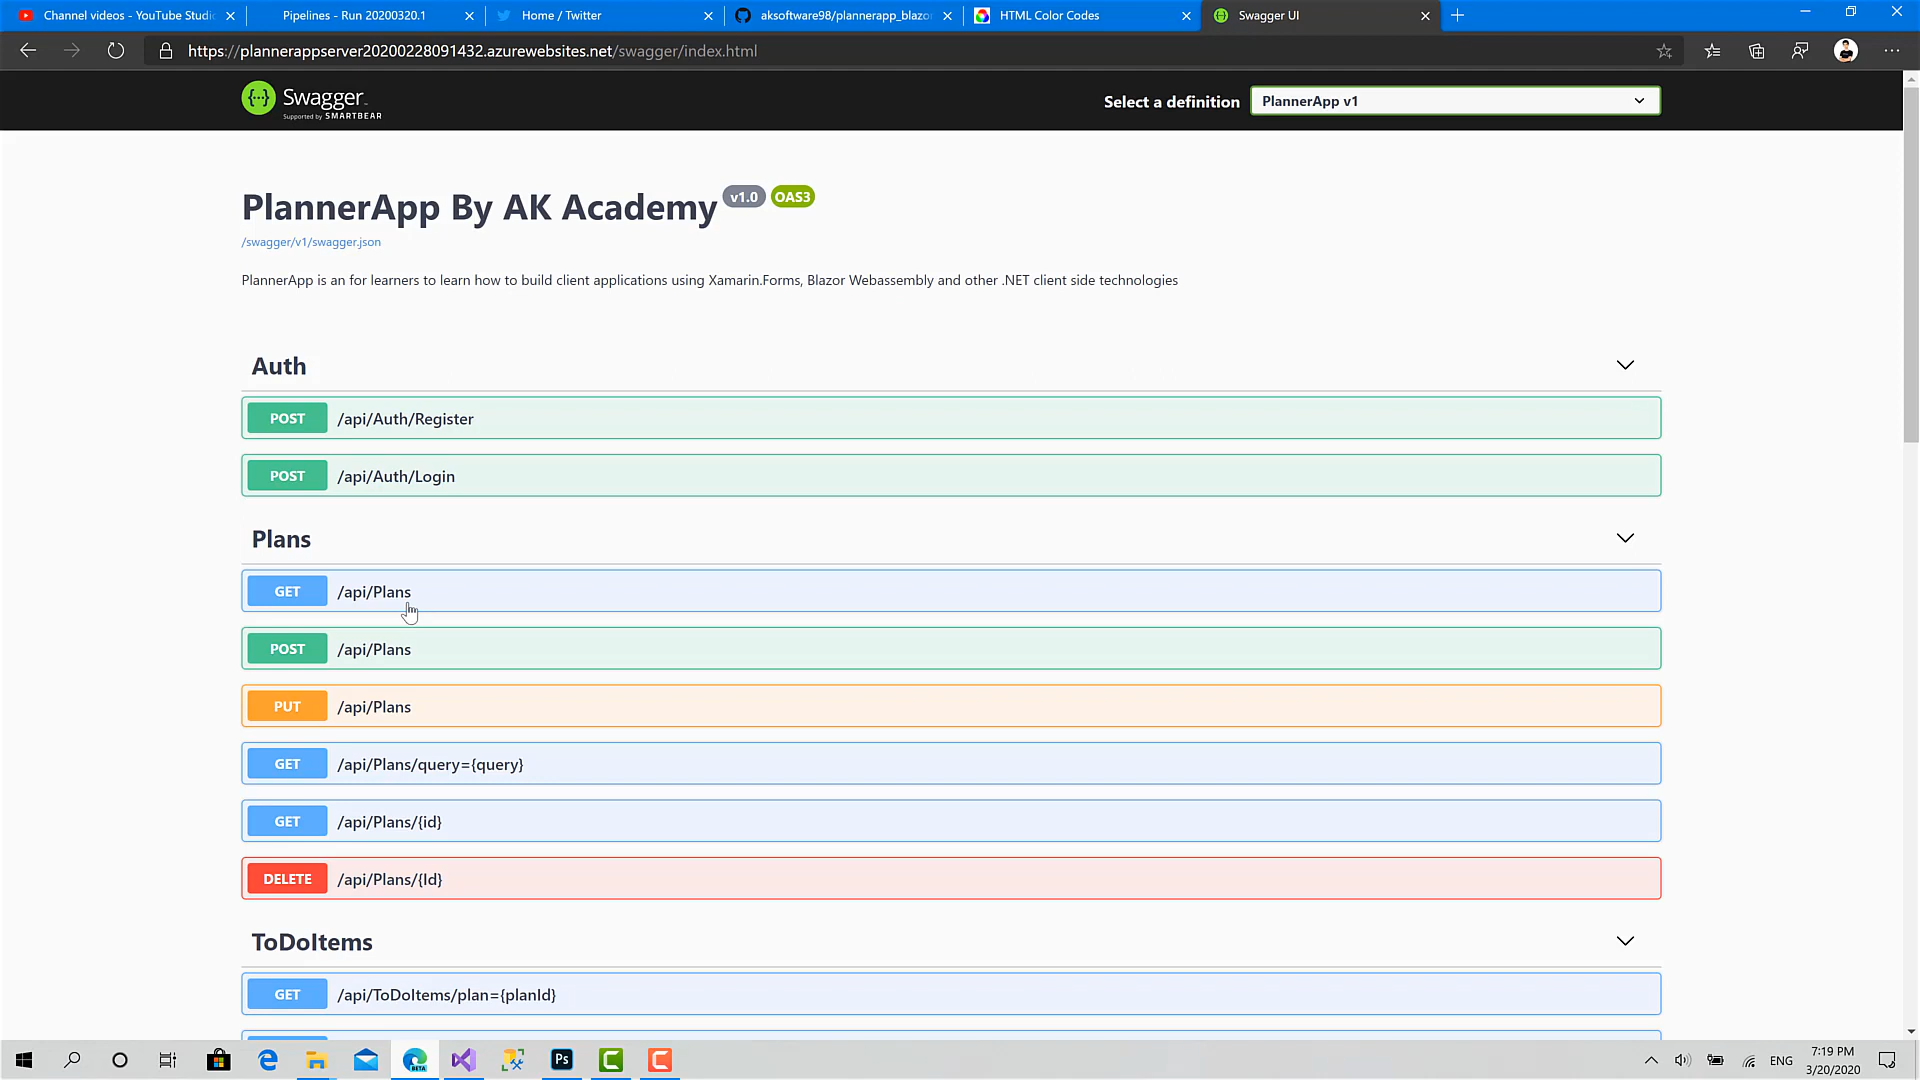 Channel videos - YouTube Studi
Pipelines - Run 20200320.1
Home / Twitter
aksoftware98/plannerapp_blazor
HTML Color Codes
Swagger UI
https://plannerappserver20200228091432.azurewebsites.net/swagger/index.html
Swagger
Supported by SMARTBEAR
Select a definition
PlannerApp v1
PlannerApp By AK Academy v1.0 OAS3
/swagger/v1/swagger.json
PlannerApp is an for learners to learn how to build client applications using Xamarin.Forms, Blazor Webassembly and other .NET client side technologies
Auth
POST /api/Auth/Register
POST /api/Auth/Login
Plans
GET /api/Plans
POST /api/Plans
PUT /api/Plans
GET /api/Plans/query={query}
GET /api/Plans/{id}
DELETE /api/Plans/{Id}
ToDoItems
GET /api/ToDoItems/plan={planId}
BETA
Ps
ENG
7:19 PM
3/20/2020